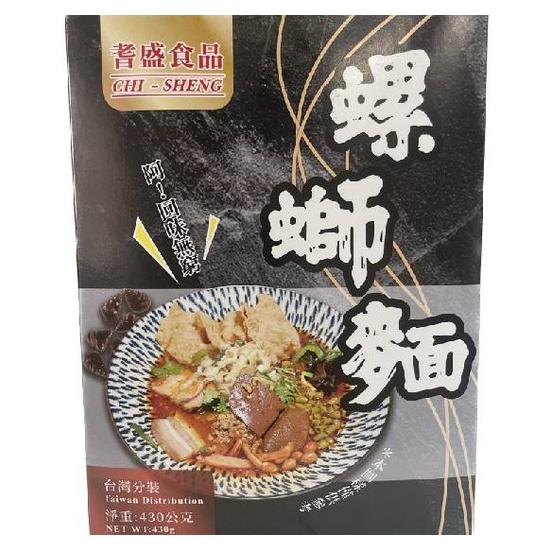 耆盛食品
CHI - SHENG
螺螄麵
阿！回味無窮
台灣分裝
Taiwan Distribution
淨重:430公克
NET WT:430g